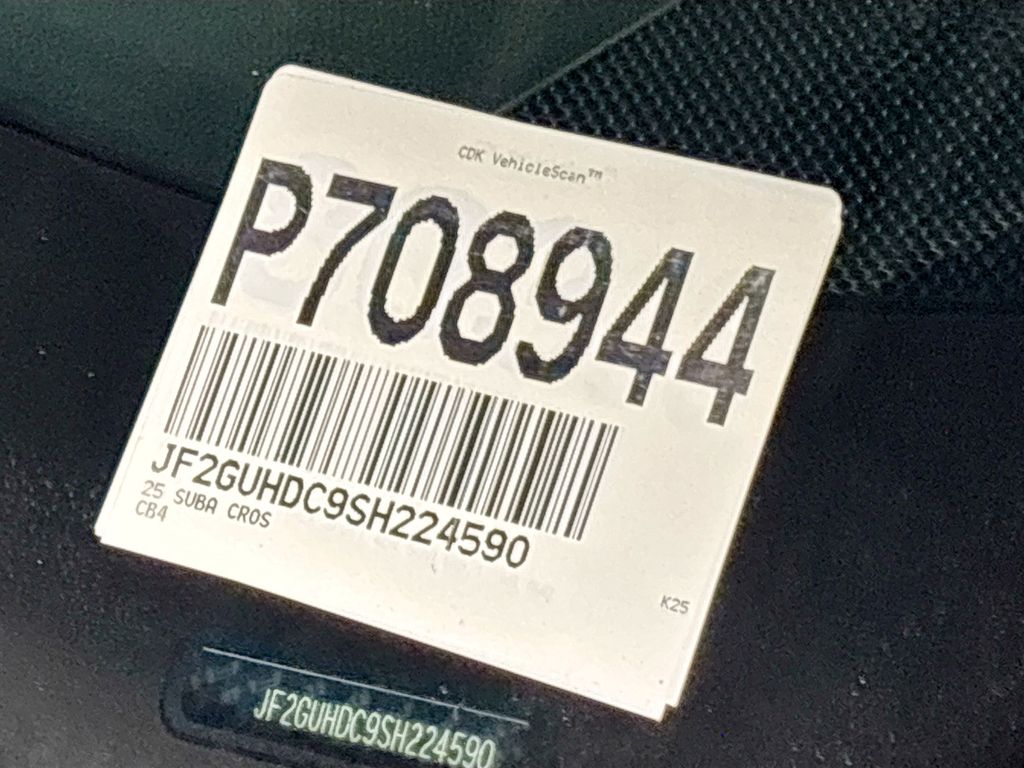 CDK VehicleScan™
P708944
JF2GUHDC9SH224590
25 SUBA CROS
CB4
K25
JF2GUHDC9SH224590